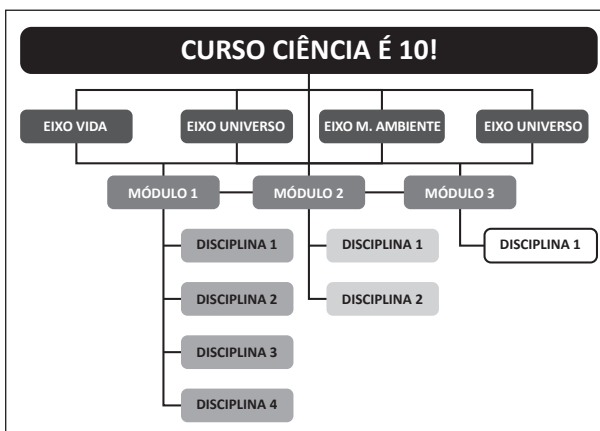 CURSO CIÊNCIA É 10!
EIXO VIDA
EIXO UNIVERSO
EIXO M. AMBIENTE
EIXO UNIVERSO
MÓDULO 1
MÓDULO 2
MÓDULO 3
DISCIPLINA 1
DISCIPLINA 1
DISCIPLINA 1
DISCIPLINA 2
DISCIPLINA 2
DISCIPLINA 3
DISCIPLINA 4